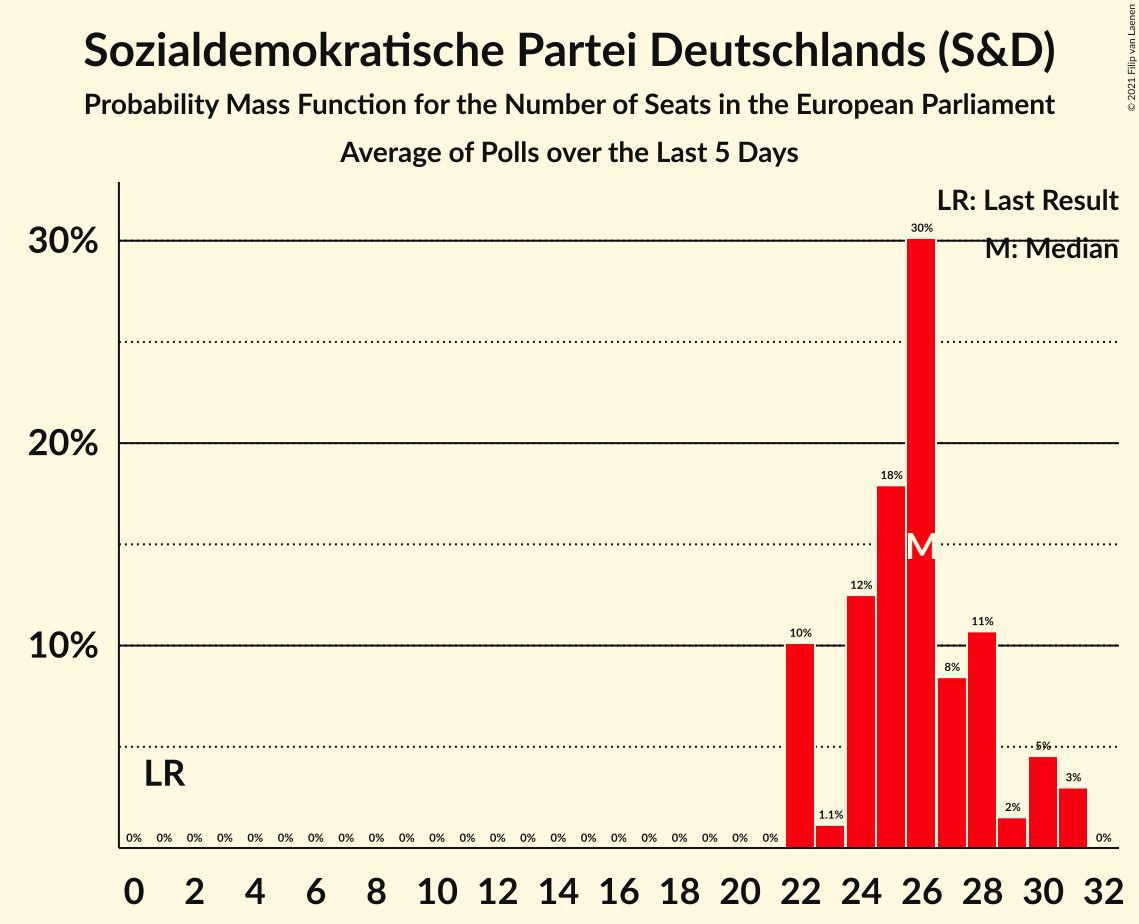 Sozialdemokratische Partei Deutschlands (S&D)
Probability Mass Function for the Number of Seats in the European Parliament
Average of Polls over the Last 5 Days
© 2021 Filip van Laenen
LR: Last Result
M: Median
30%
20%
10%
30%
18%
M
12%
11%
10%
8%
5%
LR
3%
2%
1.1%
0% 0% 0% 0% 0% 0% 0% 0% 0% 0% 0% 0% 0% 0% 0% 0% 0% 0% 0% 0% 0% 0% 0%
0 2 4 6 8 10 12 14 16 18 20 22 24 26 28 30 32